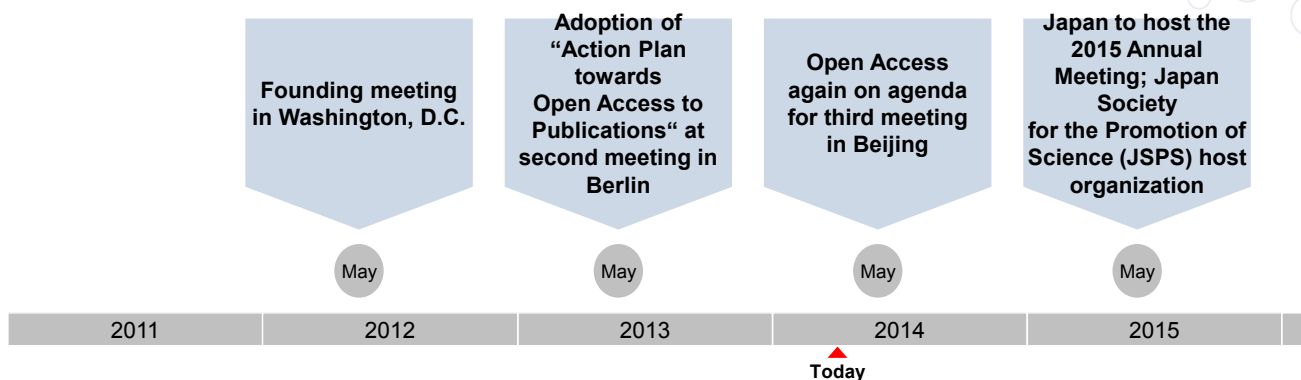 Founding meeting
in Washington, D.C.
Adoption of
“Action Plan
towards
Open Access to
Publications“ at
second meeting in
Berlin
Open Access
again on agenda
for third meeting
in Beijing
Japan to host the
2015 Annual
Meeting; Japan
Society
for the Promotion of
Science (JSPS) host
organization
May
May
May
May
2011
2012
2013
2014
2015
Today